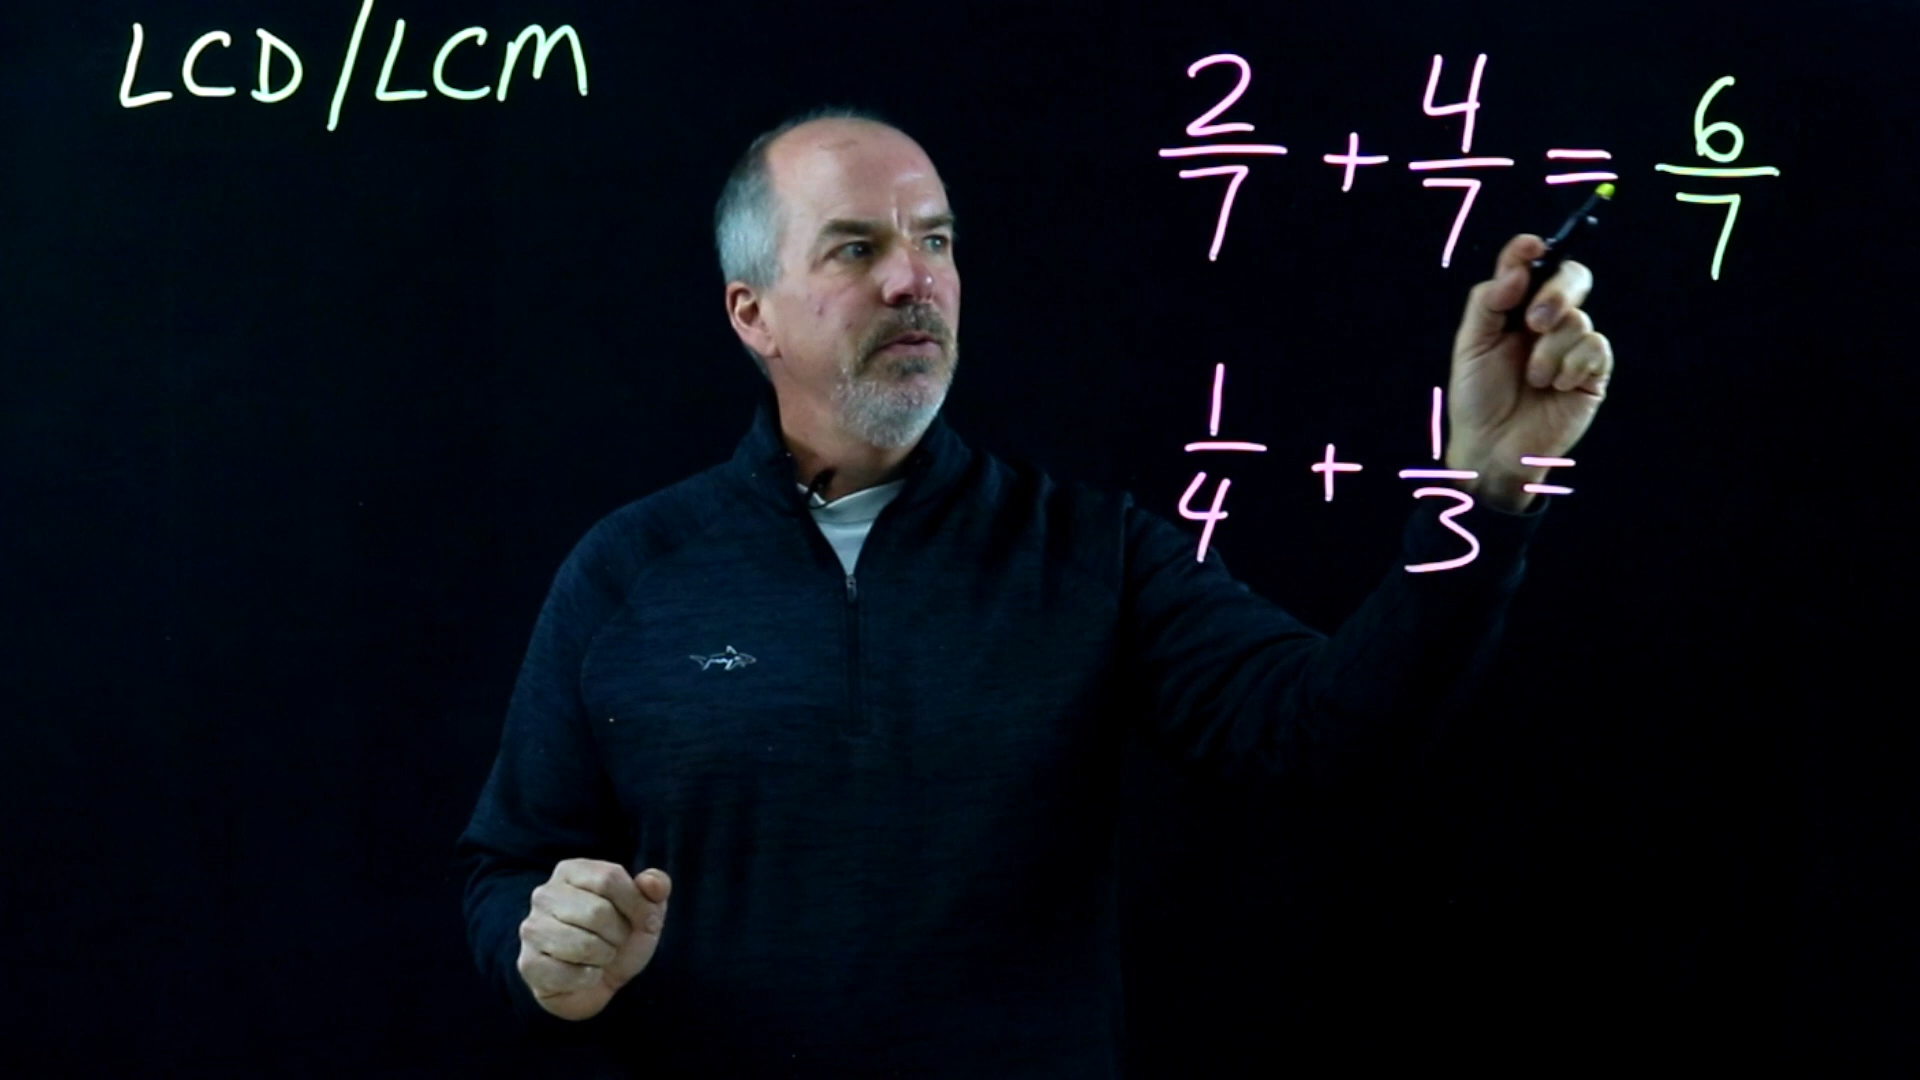 LCD/LCM
2/7 + 4/7 = 6/7
1/4 + 1/3 =